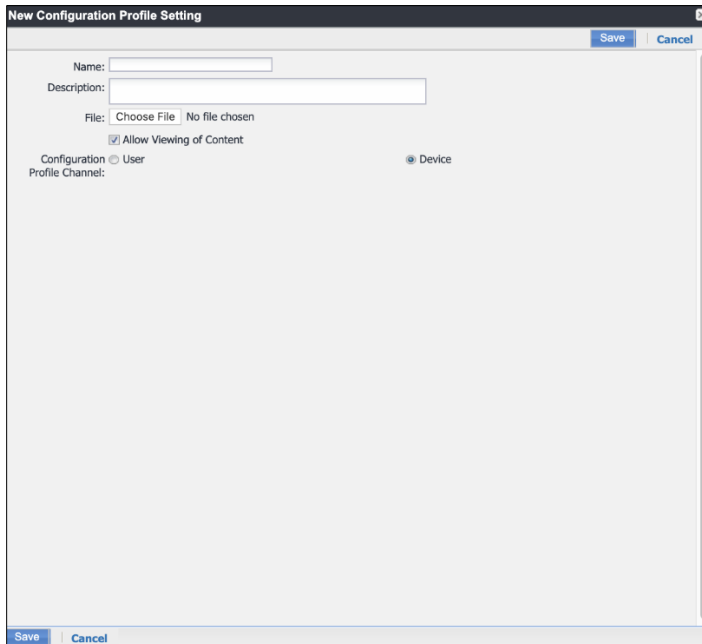 New Configuration Profile Setting
Save Cancel
Name:
Description:
File: Choose File No file chosen
Allow Viewing of Content
Configuration User Device
Profile Channel:
Save Cancel